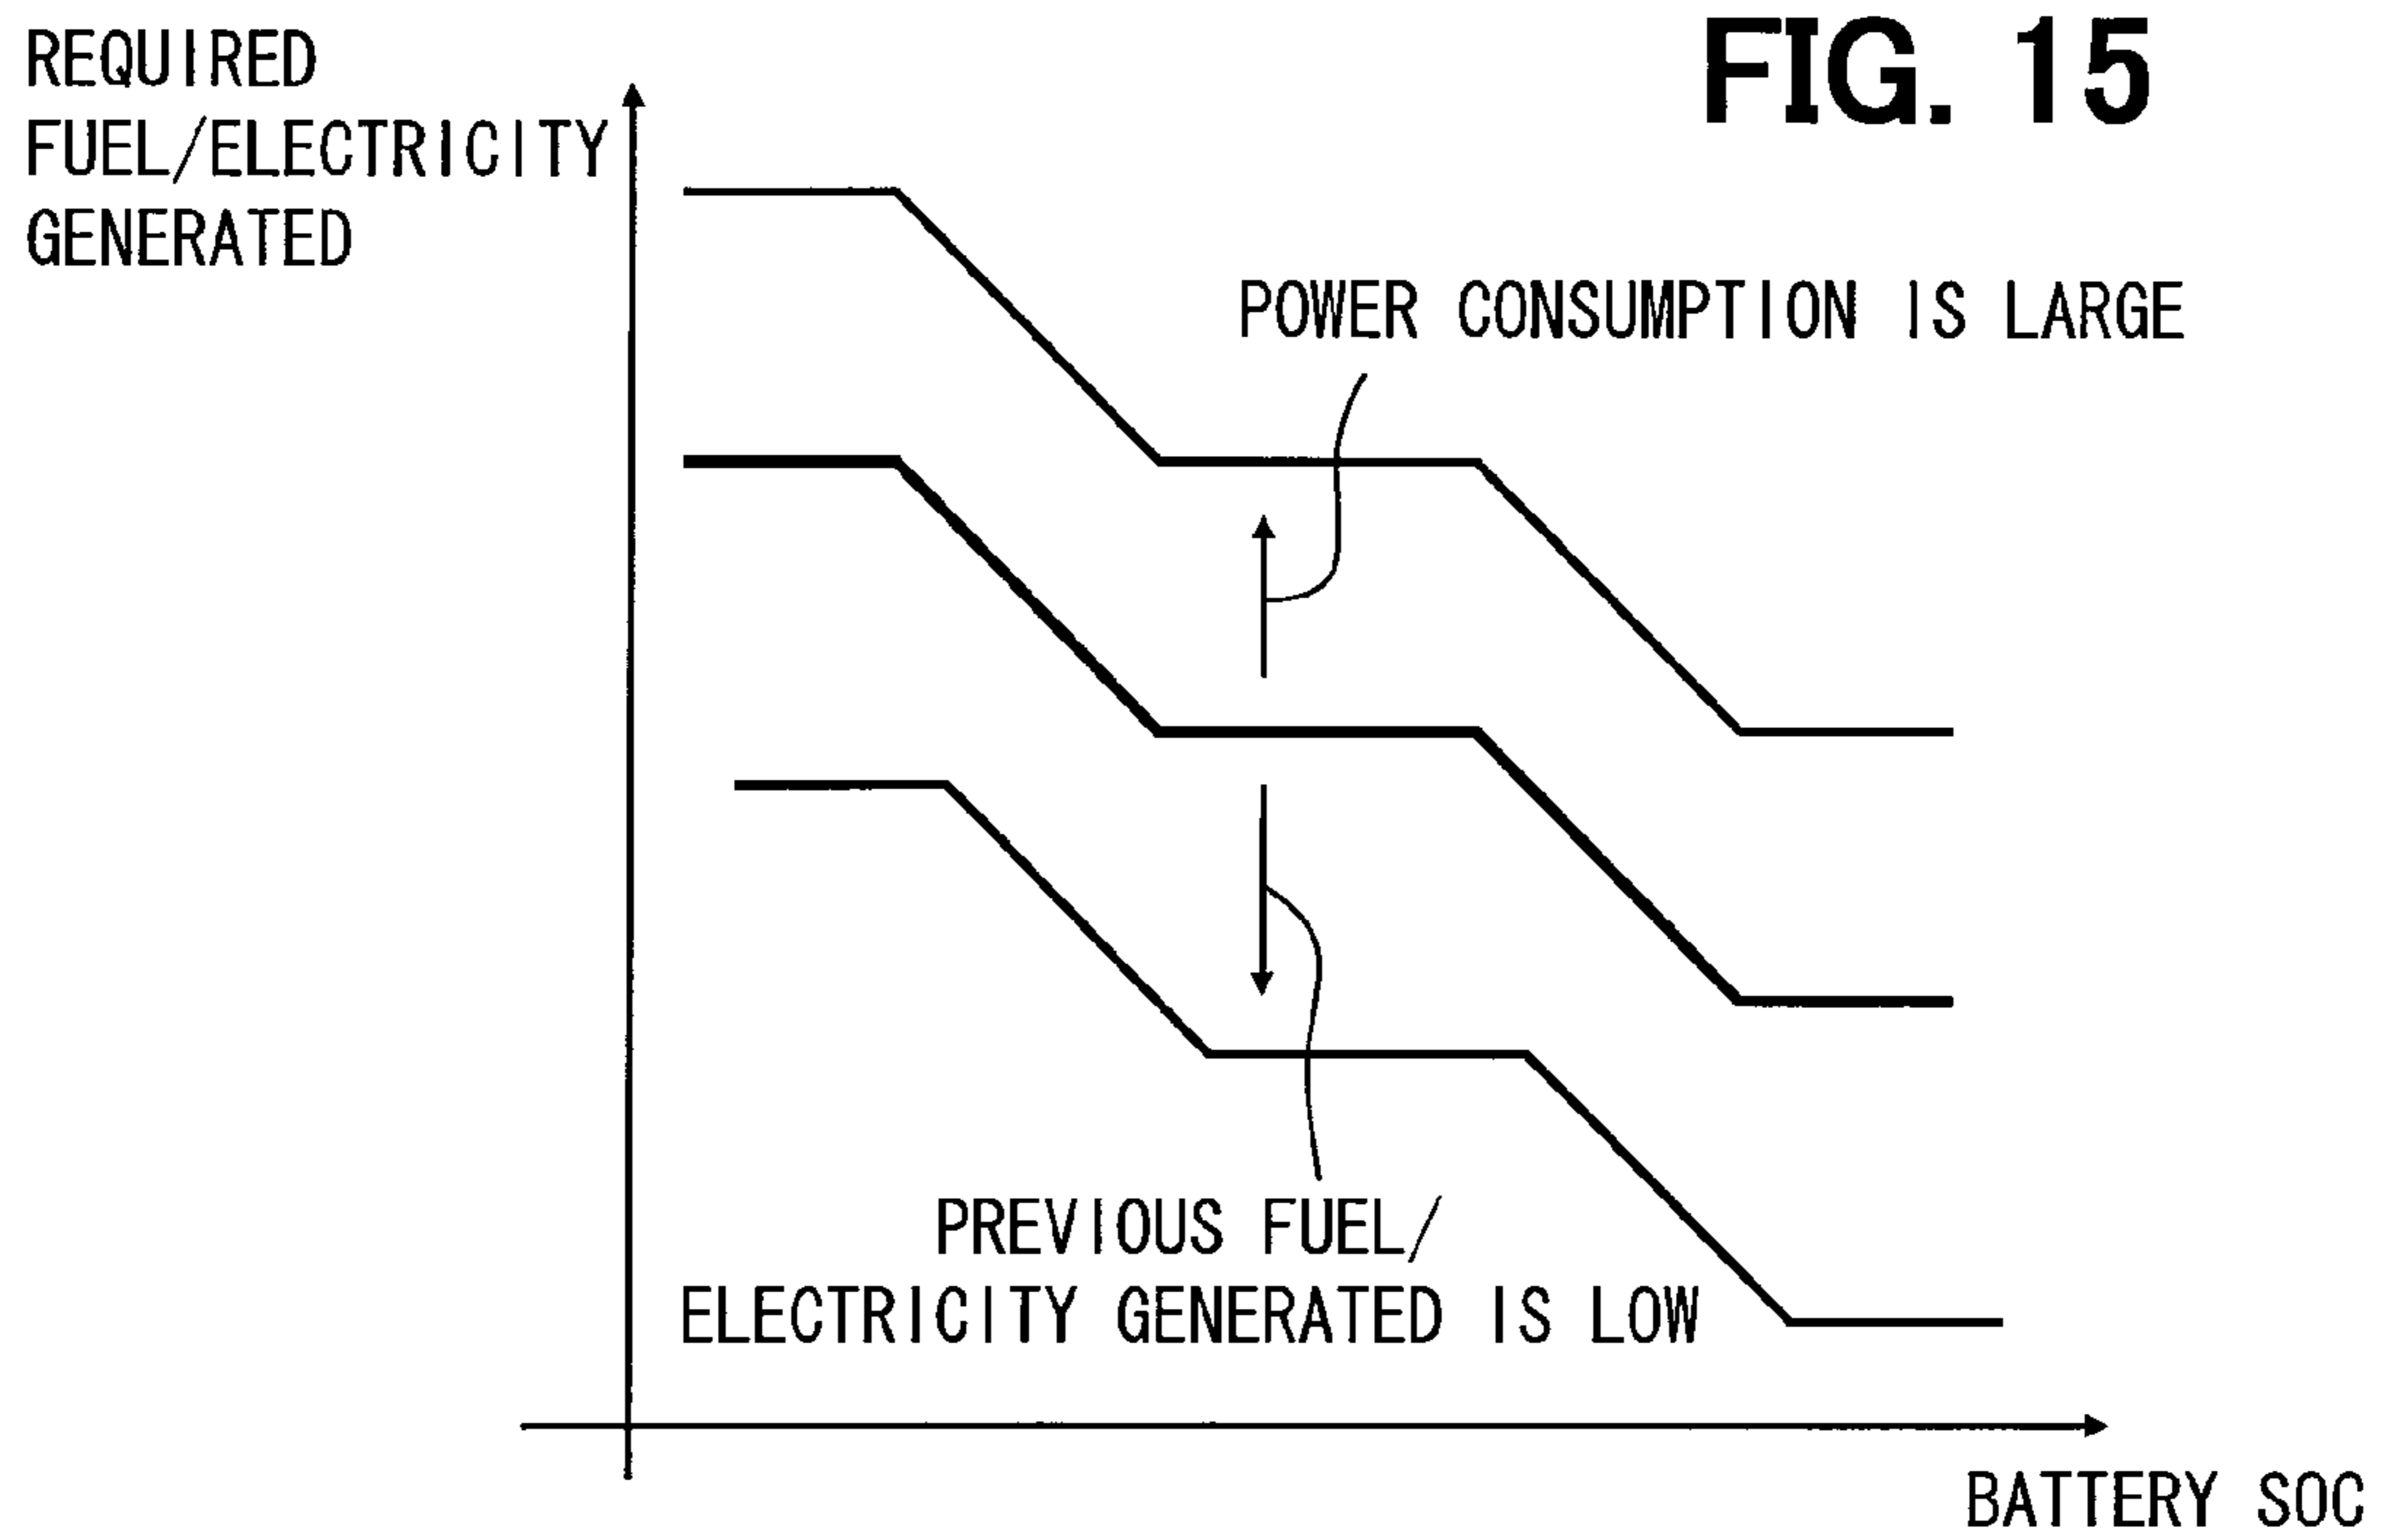 FIG. 15
REQUIRED
FUEL/ELECTRICITY
GENERATED
POWER CONSUMPTION IS LARGE
PREVIOUS FUEL/
ELECTRICITY GENERATED IS LOW
BATTERY SOC